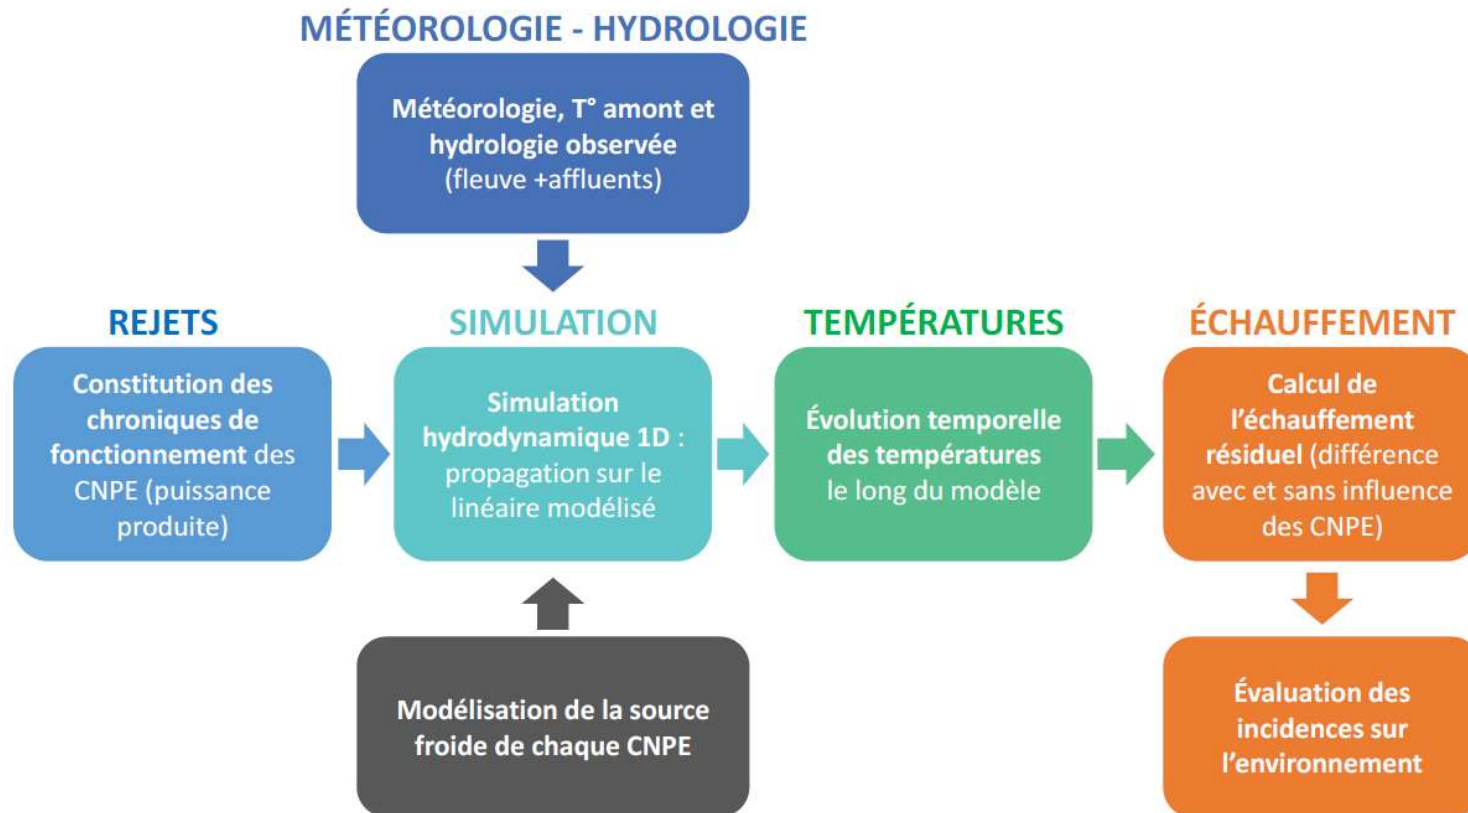 MÉTÉOROLOGIE - HYDROLOGIE
Météorologie, T° amont et
hydrologie observée
(fleuve +affluents)
REJETS
Constitution des
chroniques de
fonctionnement des
CNPE (puissance
produite)
SIMULATION
Simulation
hydrodynamique 1D :
propagation sur le
linéaire modélisé
TEMPÉRATURES
Évolution temporelle
des températures
le long du modèle
ÉCHAUFFEMENT
Calcul de
l’échauffement
résiduel (différence
avec et sans influence
des CNPE)
Modélisation de la source
froide de chaque CNPE
Évaluation des
incidences sur
l’environnement